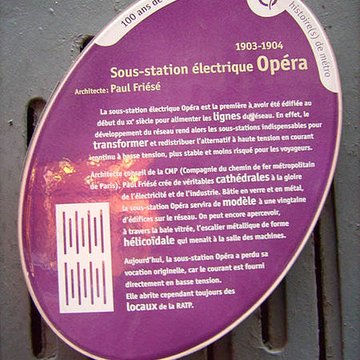 100 ans de
histoire(s) de métro
1903-1904
Sous-station électrique Opéra
Architecte: Paul Friésé
La sous-station électrique Opéra est la première à avoir été édifiée au
début du XXe siècle pour alimenter les lignes du réseau. En effet, le
développement du réseau rend alors les sous-stations indispensables pour
transformer et redistribuer l'alternatif à haute tension en courant
continu à basse tension, plus stable et moins risqué pour les voyageurs.
Architecte conseil de la CMP (Compagnie du chemin de fer métropolitain
de Paris), Paul Friésé crée de véritables cathédrales à la gloire
de l'électricité et de l'industrie. Bâtie en verre et en métal,
la sous-station Opéra servira de modèle à une vingtaine
d'édifices sur le réseau. On peut encore apercevoir,
à travers la baie vitrée, l'escalier métallique de forme
hélicoïdale qui menait à la salle des machines.
Aujourd'hui, la sous-station Opéra a perdu sa
vocation originelle, car le courant est fourni
directement en basse tension.
Elle abrite cependant toujours des
locaux de la RATP.